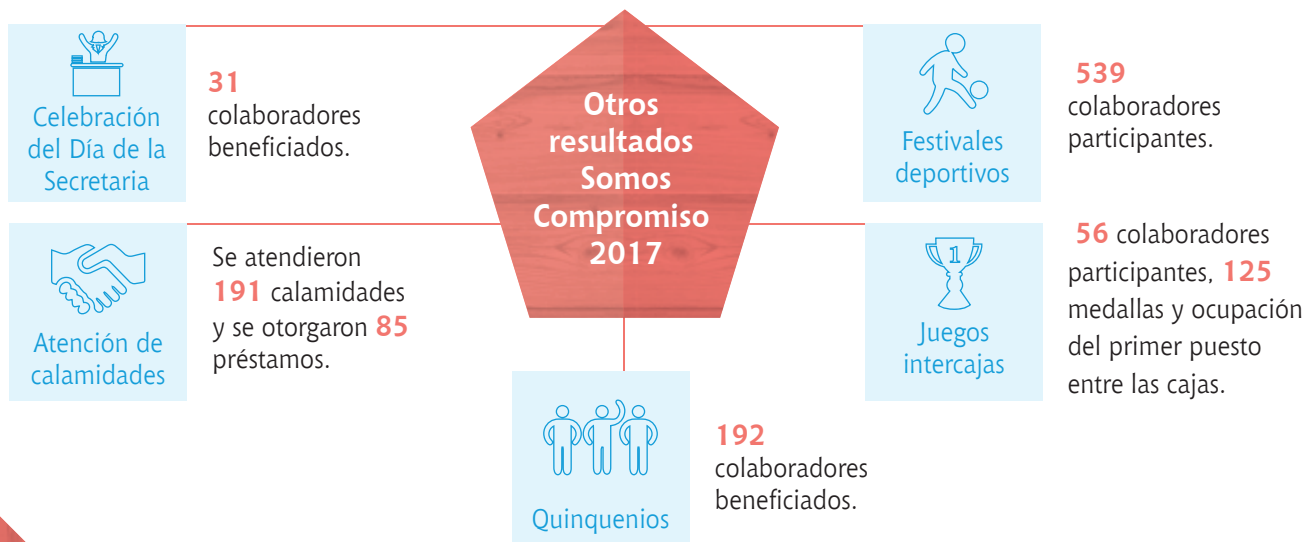 Otros
resultados
Somos
Compromiso
2017
Celebración
del Día de la
Secretaria
31
colaboradores
beneficiados.
Atención de
calamidades
Se atendieron
191 calamidades
y se otorgaron 85
préstamos.
Quinquenios
192
colaboradores
beneficiados.
Festivales
deportivos
539
colaboradores
participantes.
1
Juegos
intercajas
56 colaboradores
participantes, 125
medallas y ocupación
del primer puesto
entre las cajas.